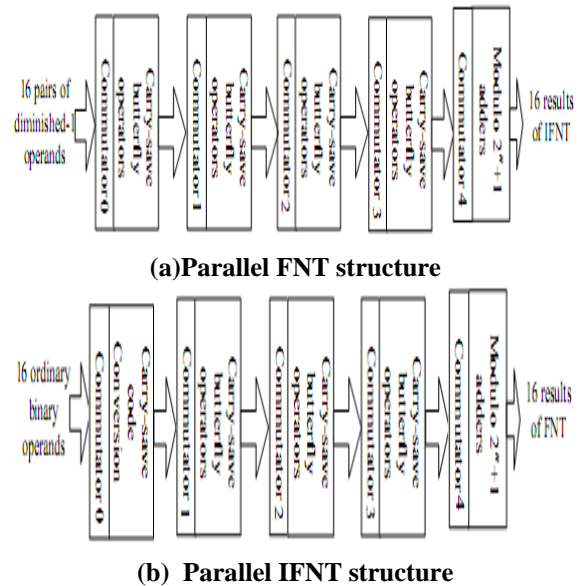 16 pairs of
diminished-1
operands
Commutator 0
Carry-save
butterfly
operators
Commutator 1
Carry-save
butterfly
operators
Commutator 2
Carry-save
butterfly
operators
Commutator 3
Carry-save
butterfly
operators
Commutator 4
Modulo 2ⁿ+1
adders
16 results
of IFNT
(a)Parallel FNT structure
16 ordinary
binary
operands
Commutator 0
Carry-save
code
Conversion
Commutator 1
Carry-save
butterfly
operators
Commutator 2
Carry-save
butterfly
operators
Commutator 3
Carry-save
butterfly
operators
Commutator 4
Modulo 2ⁿ+1
adders
16 results
of FNT
(b) Parallel IFNT structure